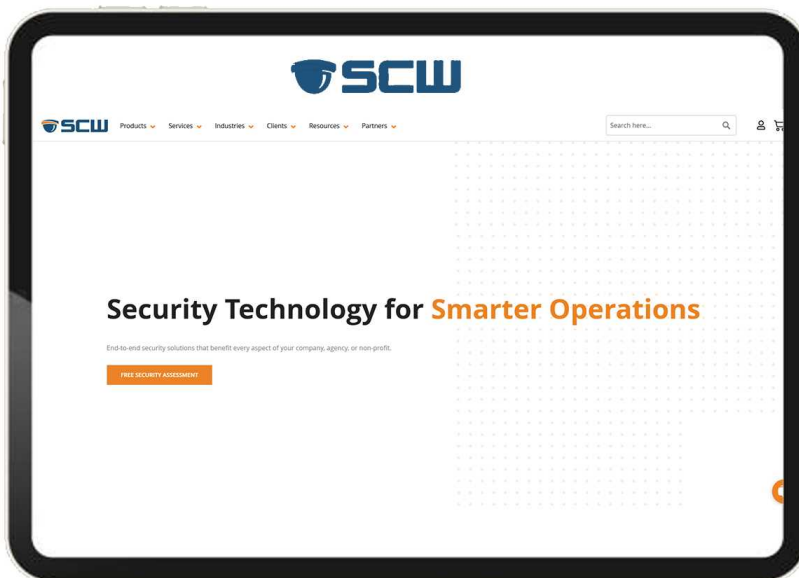 SCW
SCW Products Services Industries Clients Resources Partners Search here...
Security Technology for Smarter Operations
End-to-end security solutions that benefit every aspect of your company, agency, or non-profit.
FREE SECURITY ASSESSMENT